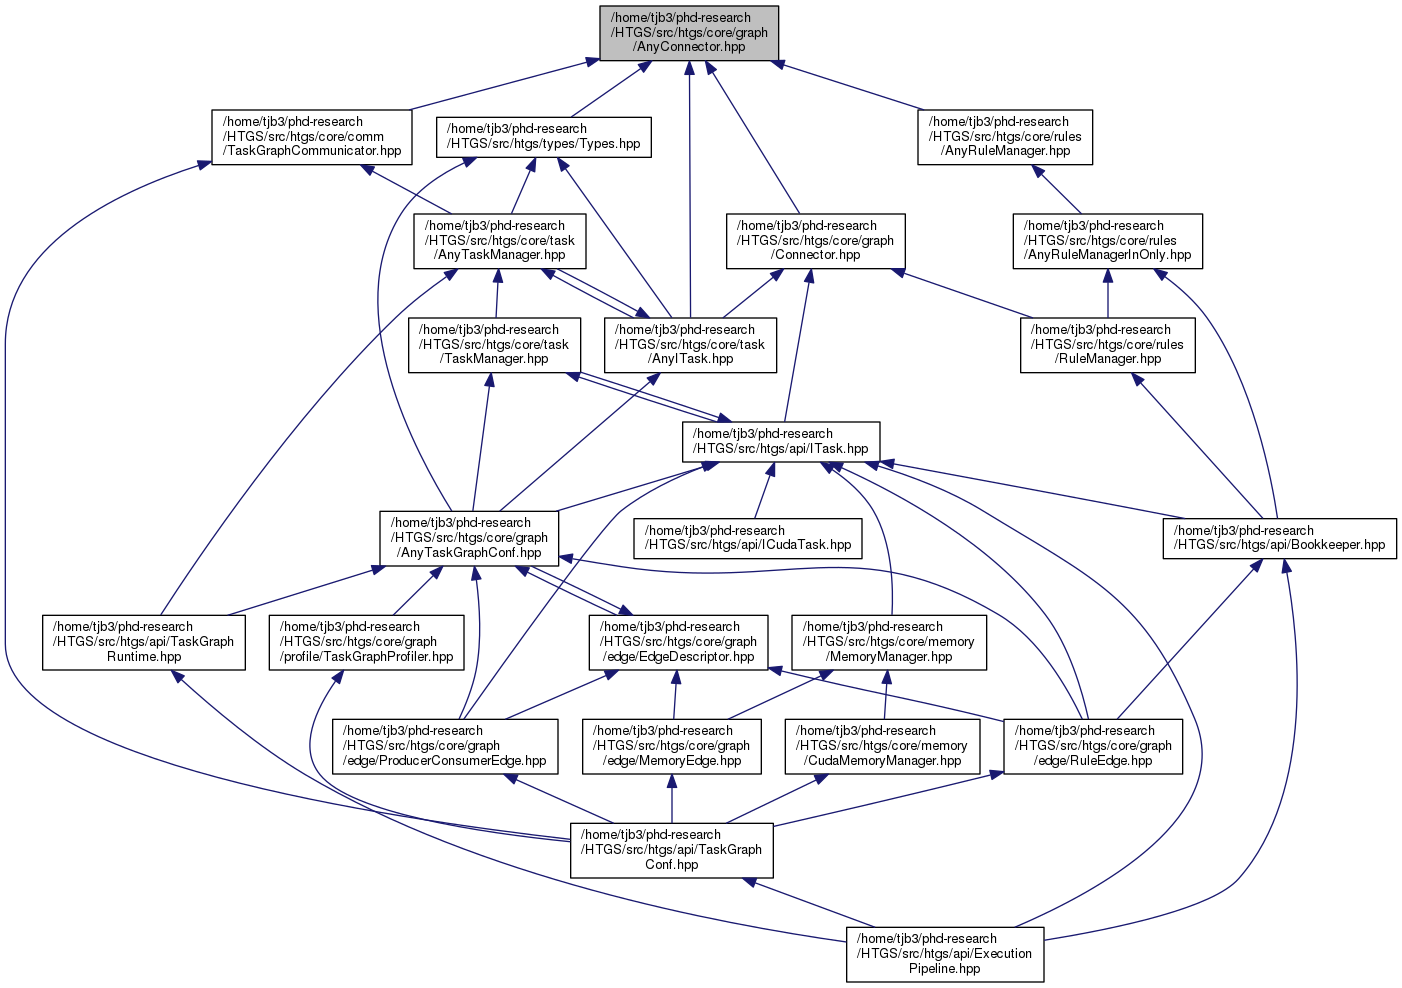 /home/tjb3/phd-research
/HTGS/src/htgs/core/graph
/AnyConnector.hpp
/home/tjb3/phd-research
/HTGS/src/htgs/core/comm
/TaskGraphCommunicator.hpp
/home/tjb3/phd-research
/HTGS/src/htgs/types/Types.hpp
/home/tjb3/phd-research
/HTGS/src/htgs/core/rules
/AnyRuleManager.hpp
/home/tjb3/phd-research
/HTGS/src/htgs/core/task
/AnyTaskManager.hpp
/home/tjb3/phd-research
/HTGS/src/htgs/core/graph
/Connector.hpp
/home/tjb3/phd-research
/HTGS/src/htgs/core/rules
/AnyRuleManagerInOnly.hpp
/home/tjb3/phd-research
/HTGS/src/htgs/core/task
/TaskManager.hpp
/home/tjb3/phd-research
/HTGS/src/htgs/core/task
/AnyITask.hpp
/home/tjb3/phd-research
/HTGS/src/htgs/core/rules
/RuleManager.hpp
/home/tjb3/phd-research
/HTGS/src/htgs/api/ITask.hpp
/home/tjb3/phd-research
/HTGS/src/htgs/core/graph
/AnyTaskGraphConf.hpp
/home/tjb3/phd-research
/HTGS/src/htgs/api/ICudaTask.hpp
/home/tjb3/phd-research
/HTGS/src/htgs/api/Bookkeeper.hpp
/home/tjb3/phd-research
/HTGS/src/htgs/api/TaskGraph
Runtime.hpp
/home/tjb3/phd-research
/HTGS/src/htgs/core/graph
/profile/TaskGraphProfiler.hpp
/home/tjb3/phd-research
/HTGS/src/htgs/core/graph
/edge/EdgeDescriptor.hpp
/home/tjb3/phd-research
/HTGS/src/htgs/core/memory
/MemoryManager.hpp
/home/tjb3/phd-research
/HTGS/src/htgs/core/graph
/edge/ProducerConsumerEdge.hpp
/home/tjb3/phd-research
/HTGS/src/htgs/core/graph
/edge/MemoryEdge.hpp
/home/tjb3/phd-research
/HTGS/src/htgs/core/memory
/CudaMemoryManager.hpp
/home/tjb3/phd-research
/HTGS/src/htgs/core/graph
/edge/RuleEdge.hpp
/home/tjb3/phd-research
/HTGS/src/htgs/api/TaskGraph
Conf.hpp
/home/tjb3/phd-research
/HTGS/src/htgs/api/Execution
Pipeline.hpp